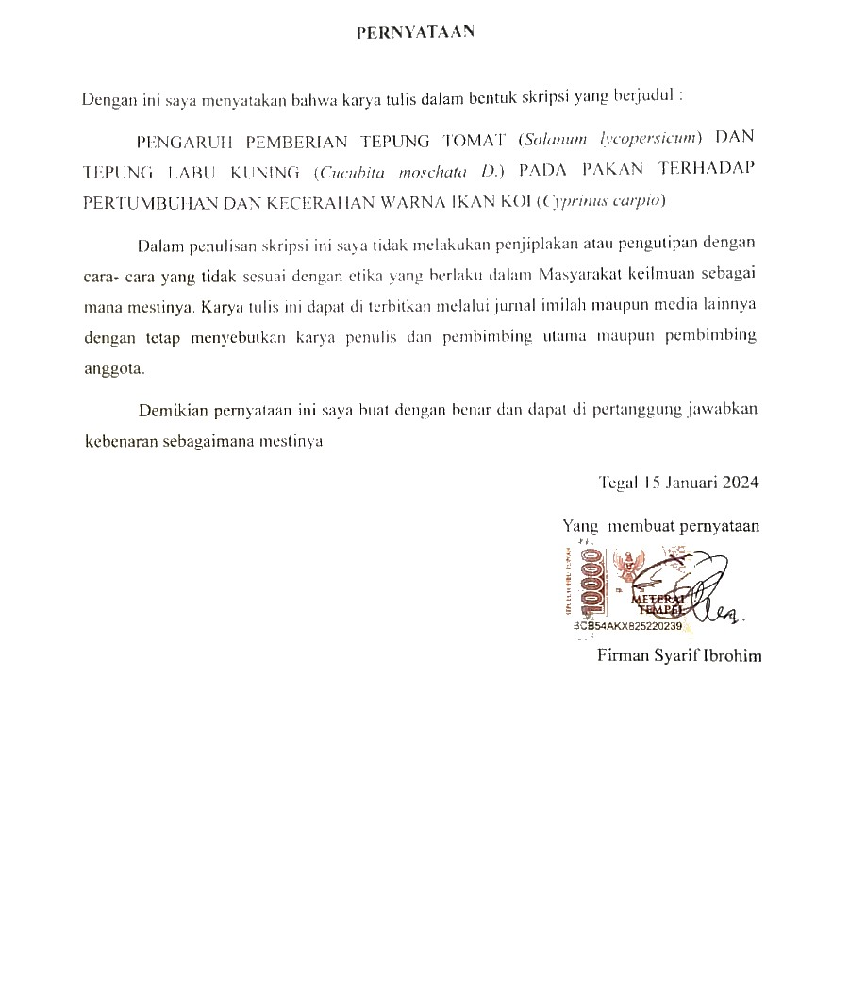 PERNYATAAN
Dengan ini saya menyatakan bahwa karya tulis dalam bentuk skripsi yang berjudul :
PENGARUH PEMBERIAN TEPUNG TOMAT (Solanum lycopersicum) DAN
TEPUNG LABU KUNING (Cucubita moschata D.) PADA PAKAN TERHADAP
PERTUMBUHAN DAN KECERAHAN WARNA IKAN KOI (Cyprinus carpio)
Dalam penulisan skripsi ini saya tidak melakukan penjiplakan atau pengutipan dengan
cara- cara yang tidak sesuai dengan etika yang berlaku dalam Masyarakat keilmuan sebagai
mana mestinya. Karya tulis ini dapat di terbitkan melalui jurnal imilah maupun media lainnya
dengan tetap menyebutkan karya penulis dan pembimbing utama maupun pembimbing
anggota.
Demikian pernyataan ini saya buat dengan benar dan dapat di pertanggung jawabkan
kebenaran sebagaimana mestinya
Tegal 15 Januari 2024
Yang membuat pernyataan
10000
METERAI
TEMPEL
3CB54AKX825220239
Firman Syarif Ibrohim